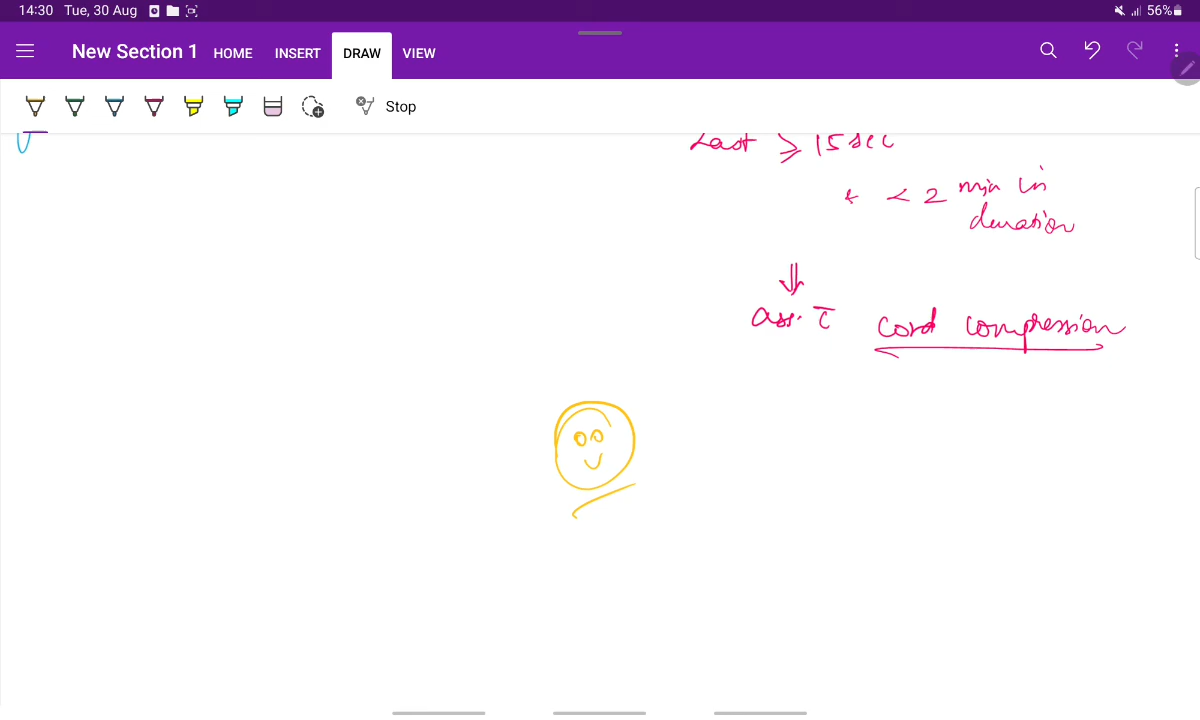 14:30 Tue, 30 Aug 56%
New Section 1 HOME INSERT DRAW VIEW
Stop
Last ≥ 15 sec
+ < 2 min in
duration
⇓
ass. c̅ cord compression